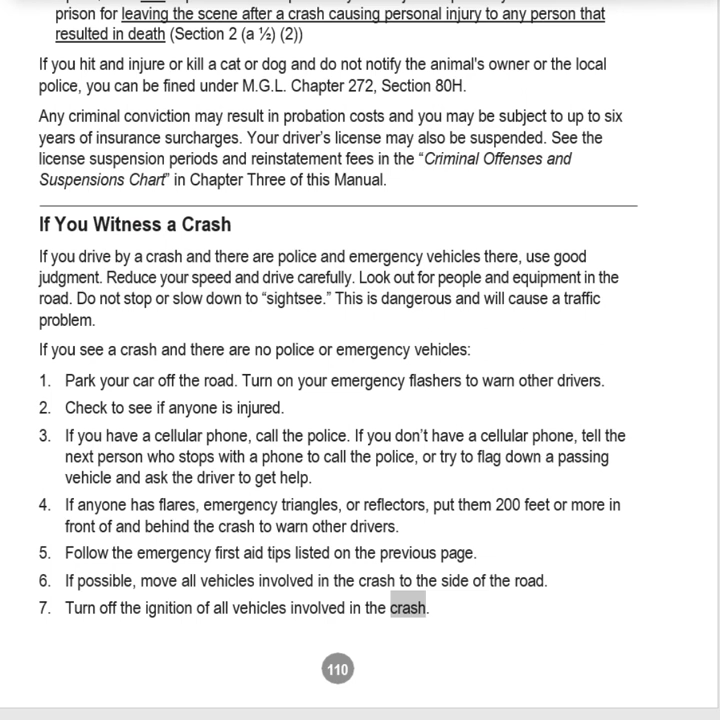 prison for leaving the scene after a crash causing personal injury to any person that
resulted in death (Section 2 (a ½) (2))
If you hit and injure or kill a cat or dog and do not notify the animal's owner or the local
police, you can be fined under M.G.L. Chapter 272, Section 80H.
Any criminal conviction may result in probation costs and you may be subject to up to six
years of insurance surcharges. Your driver's license may also be suspended. See the
license suspension periods and reinstatement fees in the “Criminal Offenses and
Suspensions Chart” in Chapter Three of this Manual.
If You Witness a Crash
If you drive by a crash and there are police and emergency vehicles there, use good
judgment. Reduce your speed and drive carefully. Look out for people and equipment in the
road. Do not stop or slow down to “sightsee.” This is dangerous and will cause a traffic
problem.
If you see a crash and there are no police or emergency vehicles:
1. Park your car off the road. Turn on your emergency flashers to warn other drivers.
2. Check to see if anyone is injured.
3. If you have a cellular phone, call the police. If you don't have a cellular phone, tell the
next person who stops with a phone to call the police, or try to flag down a passing
vehicle and ask the driver to get help.
4. If anyone has flares, emergency triangles, or reflectors, put them 200 feet or more in
front of and behind the crash to warn other drivers.
5. Follow the emergency first aid tips listed on the previous page.
6. If possible, move all vehicles involved in the crash to the side of the road.
7. Turn off the ignition of all vehicles involved in the crash.
110